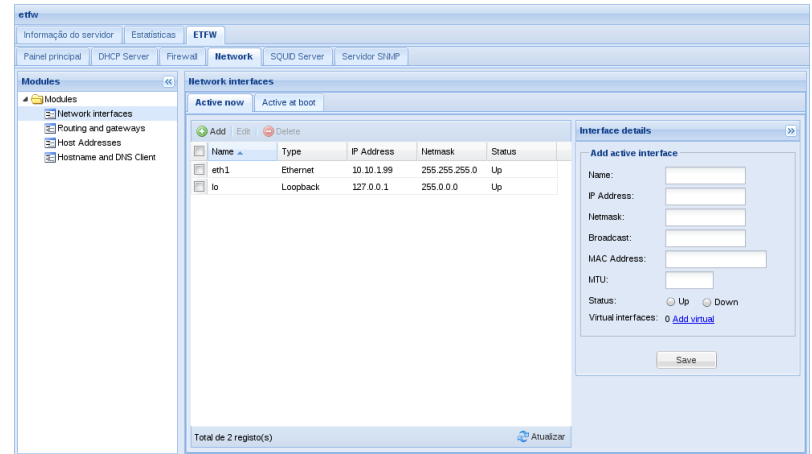 etfw
Informação do servidor Estatísticas ETFW
Painel principal DHCP Server Firewall Network SQUID Server Servidor SNMP
Modules
Modules
Network interfaces
Routing and gateways
Host Addresses
Hostname and DNS Client
Network interfaces
Active now Active at boot
Add Edit Delete
Name Type IP Address Netmask Status
eth1 Ethernet 10.10.1.99 255.255.255.0 Up
lo Loopback 127.0.0.1 255.0.0.0 Up
Total de 2 registo(s) Atualizar
Interface details
Add active interface
Name:
IP Address:
Netmask:
Broadcast:
MAC Address:
MTU:
Status: Up Down
Virtual interfaces: 0 Add virtual
Save